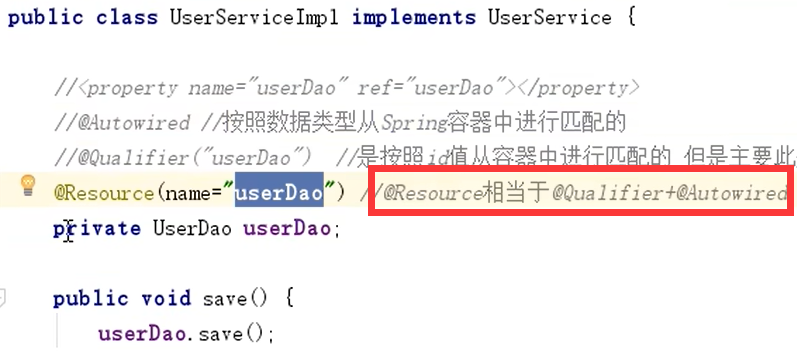 public class UserServiceImpl implements UserService {
//<property name="userDao" ref="userDao"></property>
//@Autowired //按照数据类型从Spring容器中进行匹配的
//@Qualifier("userDao") //是按照id值从容器中进行匹配的 但是主要此
@Resource(name="userDao") //@Resource相当于@Qualifier+@Autowired
private UserDao userDao;
public void save() {
userDao.save();